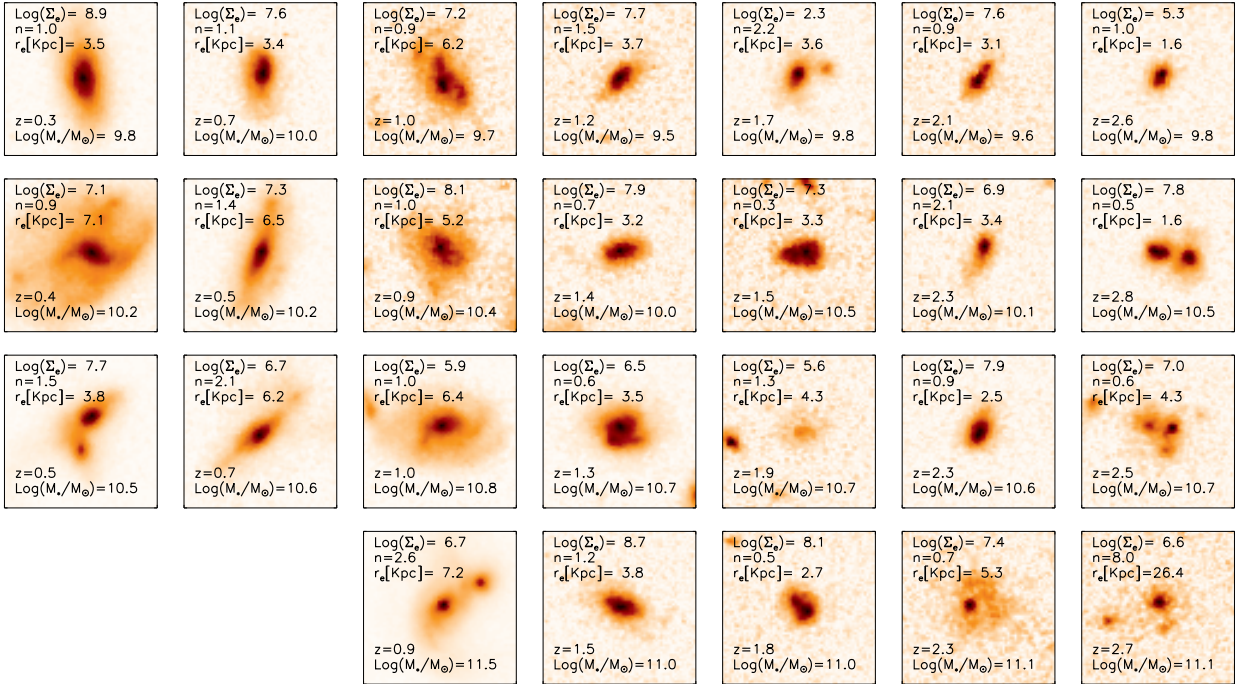 Log(Σₑ)= 8.9
n=1.0
rₑ[Kpc]= 3.5
z=0.3
Log(M⋆/M⊙)= 9.8
Log(Σₑ)= 7.6
n=1.1
rₑ[Kpc]= 3.4
z=0.7
Log(M⋆/M⊙)=10.0
Log(Σₑ)= 7.2
n=0.9
rₑ[Kpc]= 6.2
z=1.0
Log(M⋆/M⊙)= 9.7
Log(Σₑ)= 7.7
n=1.5
rₑ[Kpc]= 3.7
z=1.2
Log(M⋆/M⊙)= 9.5
Log(Σₑ)= 2.3
n=2.2
rₑ[Kpc]= 3.6
z=1.7
Log(M⋆/M⊙)= 9.8
Log(Σₑ)= 7.6
n=0.9
rₑ[Kpc]= 3.1
z=2.1
Log(M⋆/M⊙)= 9.6
Log(Σₑ)= 5.3
n=1.0
rₑ[Kpc]= 1.6
z=2.6
Log(M⋆/M⊙)= 9.8
Log(Σₑ)= 7.1
n=0.9
rₑ[Kpc]= 7.1
z=0.4
Log(M⋆/M⊙)=10.2
Log(Σₑ)= 7.3
n=1.4
rₑ[Kpc]= 6.5
z=0.5
Log(M⋆/M⊙)=10.2
Log(Σₑ)= 8.1
n=1.0
rₑ[Kpc]= 5.2
z=0.9
Log(M⋆/M⊙)=10.4
Log(Σₑ)= 7.9
n=0.7
rₑ[Kpc]= 3.2
z=1.4
Log(M⋆/M⊙)=10.0
Log(Σₑ)= 7.3
n=0.3
rₑ[Kpc]= 3.3
z=1.5
Log(M⋆/M⊙)=10.5
Log(Σₑ)= 6.9
n=2.1
rₑ[Kpc]= 3.4
z=2.3
Log(M⋆/M⊙)=10.1
Log(Σₑ)= 7.8
n=0.5
rₑ[Kpc]= 1.6
z=2.8
Log(M⋆/M⊙)=10.5
Log(Σₑ)= 7.7
n=1.5
rₑ[Kpc]= 3.8
z=0.5
Log(M⋆/M⊙)=10.5
Log(Σₑ)= 6.7
n=2.1
rₑ[Kpc]= 6.2
z=0.7
Log(M⋆/M⊙)=10.6
Log(Σₑ)= 5.9
n=1.0
rₑ[Kpc]= 6.4
z=1.0
Log(M⋆/M⊙)=10.8
Log(Σₑ)= 6.5
n=0.6
rₑ[Kpc]= 3.5
z=1.3
Log(M⋆/M⊙)=10.7
Log(Σₑ)= 5.6
n=1.3
rₑ[Kpc]= 4.3
z=1.9
Log(M⋆/M⊙)=10.7
Log(Σₑ)= 7.9
n=0.9
rₑ[Kpc]= 2.5
z=2.3
Log(M⋆/M⊙)=10.6
Log(Σₑ)= 7.0
n=0.6
rₑ[Kpc]= 4.3
z=2.5
Log(M⋆/M⊙)=10.7
Log(Σₑ)= 6.7
n=2.6
rₑ[Kpc]= 7.2
z=0.9
Log(M⋆/M⊙)=11.5
Log(Σₑ)= 8.7
n=1.2
rₑ[Kpc]= 3.8
z=1.5
Log(M⋆/M⊙)=11.0
Log(Σₑ)= 8.1
n=0.5
rₑ[Kpc]= 2.7
z=1.8
Log(M⋆/M⊙)=11.0
Log(Σₑ)= 7.4
n=0.7
rₑ[Kpc]= 5.3
z=2.3
Log(M⋆/M⊙)=11.1
Log(Σₑ)= 6.6
n=8.0
rₑ[Kpc]=26.4
z=2.7
Log(M⋆/M⊙)=11.1